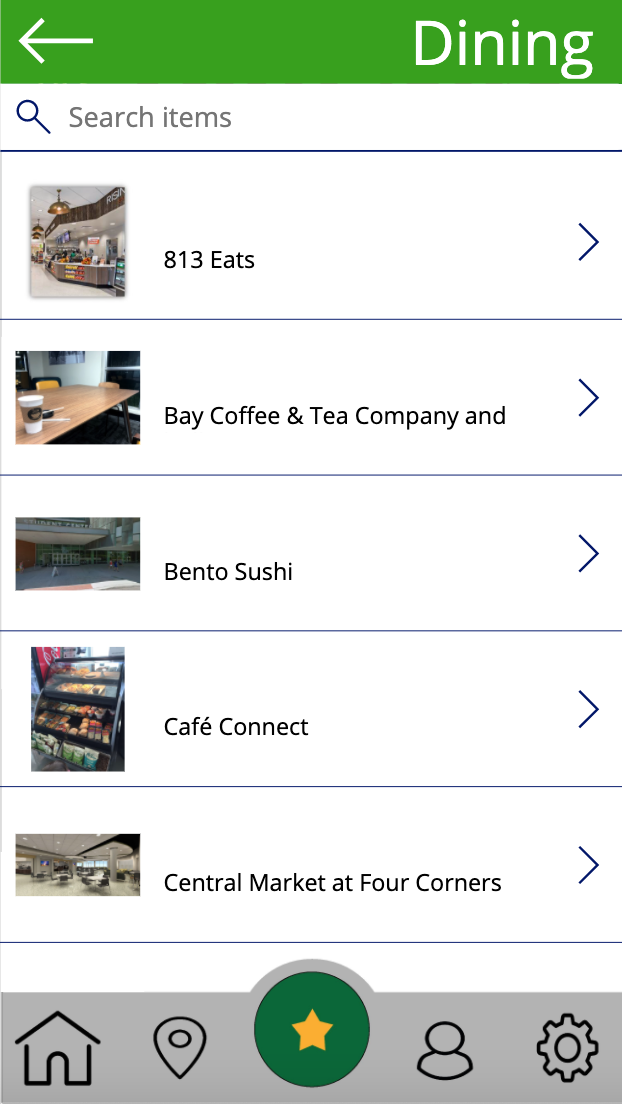 Dining
Search items
813 Eats
Bay Coffee & Tea Company and
Bento Sushi
Café Connect
Central Market at Four Corners